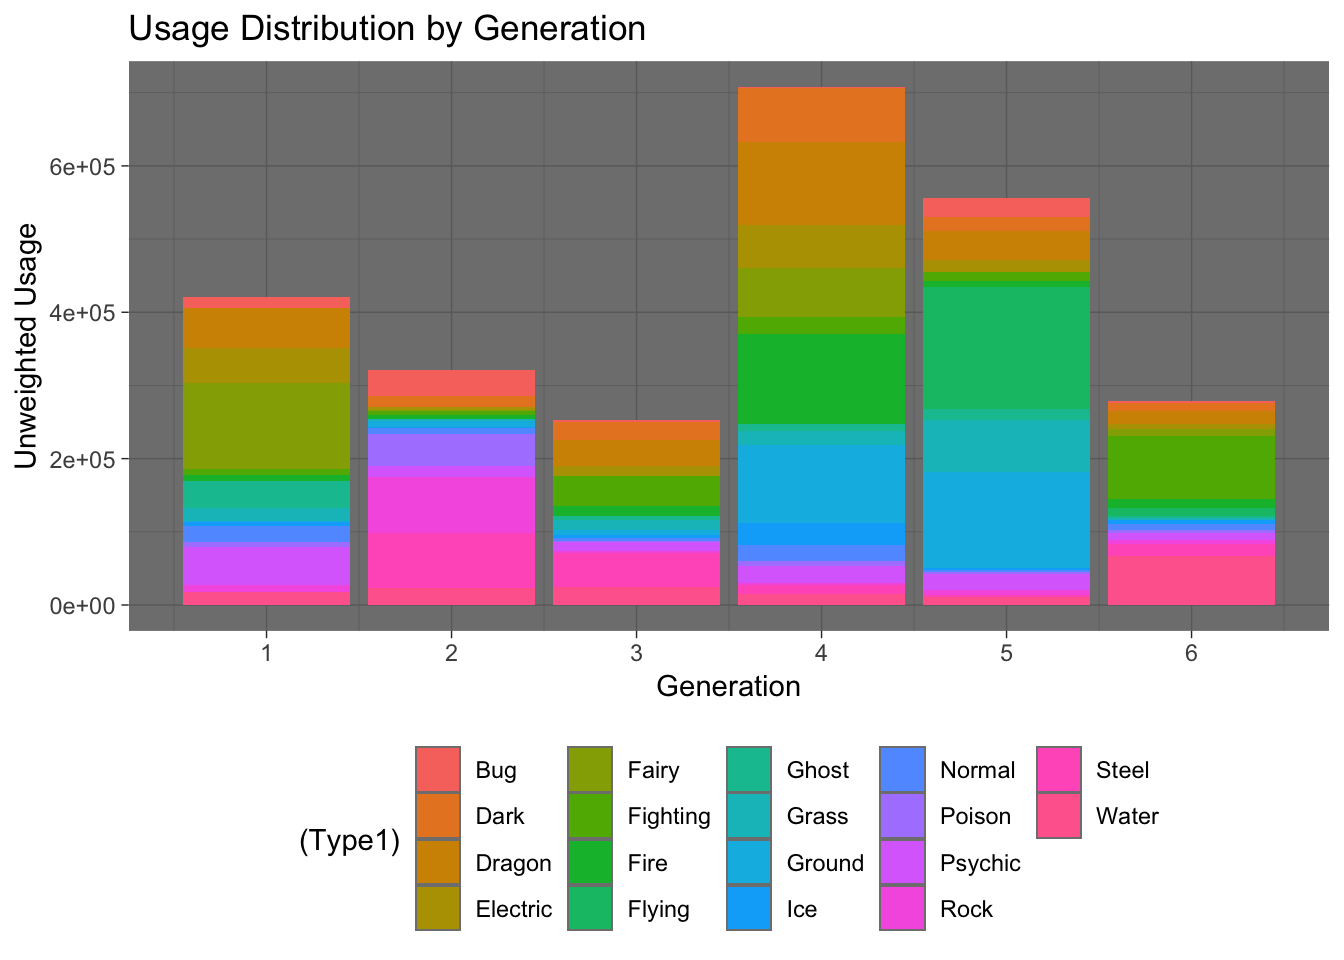 Usage Distribution by Generation
Unweighted Usage
6e+05
4e+05
2e+05
0e+00
1 2 3 4 5 6
Generation
(Type1)
Bug Fairy Ghost Normal Steel
Dark Fighting Grass Poison Water
Dragon Fire Ground Psychic
Electric Flying Ice Rock